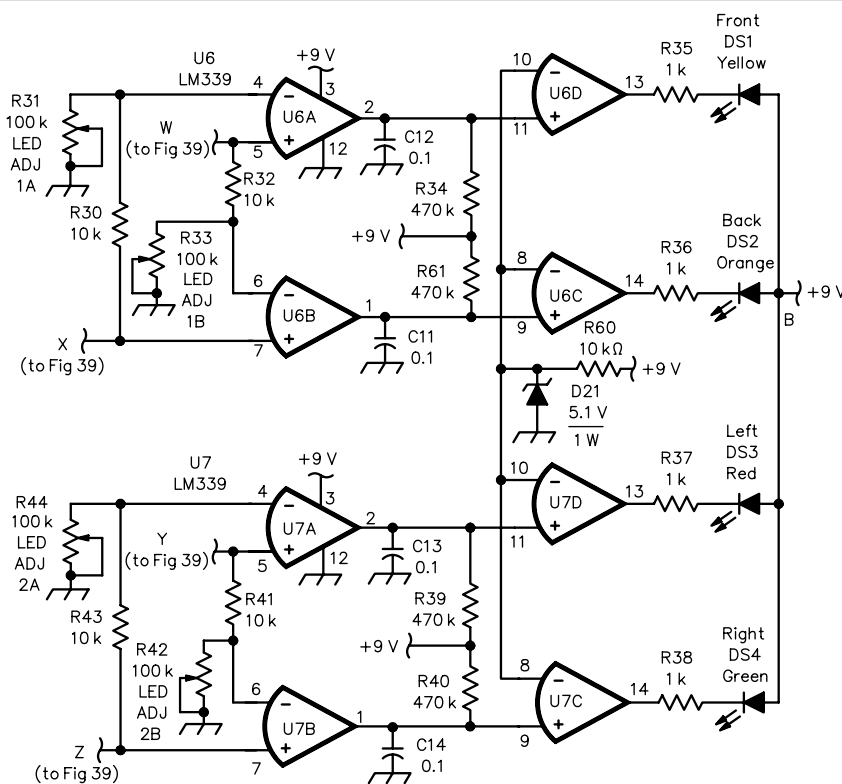 Front
DS1
Yellow
R35
1 k
U6
LM339
+9 V
R31
100 k
LED
ADJ
1A
4
−
3
U6A
2
+
5
12
W
(to Fig 39)
C12
0.1
10
−
U6D
13
+
11
R32
10 k
R34
470 k
R30
10 k
R33
100 k
LED
ADJ
1B
+9 V
R61
470 k
Back
DS2
Orange
R36
1 k
8
−
U6C
14
+
9
+9 V
B
6
−
U6B
1
+
7
X
(to Fig 39)
C11
0.1
R60
10 kΩ
+9 V
D21
5.1 V
1 W
U7
LM339
+9 V
R44
100 k
LED
ADJ
2A
4
−
3
U7A
2
+
5
12
Y
(to Fig 39)
C13
0.1
Left
DS3
Red
R37
1 k
10
−
U7D
13
+
11
R41
10 k
R39
470 k
R43
10 k
R42
100 k
LED
ADJ
2B
+9 V
R40
470 k
Right
DS4
Green
R38
1 k
8
−
U7C
14
+
9
6
−
U7B
1
+
7
Z
(to Fig 39)
C14
0.1